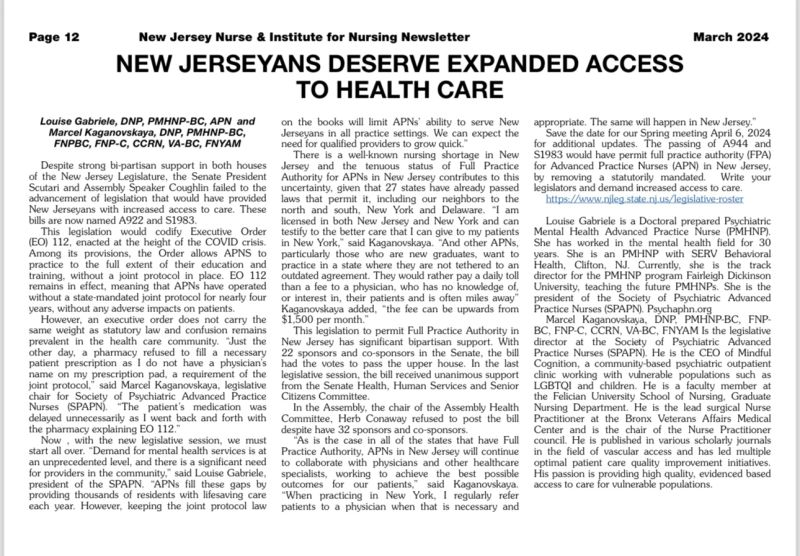 Page 12
New Jersey Nurse & Institute for Nursing Newsletter
March 2024
NEW JERSEYANS DESERVE EXPANDED ACCESS
TO HEALTH CARE
Louise Gabriele, DNP, PMHNP-BC, APN and
Marcel Kaganovskaya, DNP, PMHNP-BC,
FNPBC, FNP-C, CCRN, VA-BC, FNYAM
Despite strong bi-partisan support in both houses
of the New Jersey Legislature, the Senate President
Scutari and Assembly Speaker Coughlin failed to the
advancement of legislation that would have provided
New Jerseyans with increased access to care. These
bills are now named A922 and S1983.
This legislation would codify Executive Order
(EO) 112, enacted at the height of the COVID crisis.
Among its provisions, the Order allows APNS to
practice to the full extent of their education and
training, without a protocol in place. EO 112
remains in effect, meaning that APNs have operated
without a state-mandated joint protocol for nearly four
years, without any adverse impacts on patients.
However, an executive order does not carry the
same weight as statutory law and confusion remains
prevalent in the health care community. "Just the
other day, a pharmacy refused to fill a necessary
patient prescription as I do not have a physician's
name on my prescription pad, a requirement of the
joint protocol," said Marcel Kaganovskaya, legislative
chair for Society of Psychiatric Advanced Practice
Nurses (SPAPN). "The patient's medication was
delayed unnecessarily as I went back and forth with
the pharmacy explaining EO 112."
Now , with the new legislative session, we must
start all over. "Demand for mental health services is at
an unprecedented level, and there is a significant need
for providers in the community," said Louise Gabriele,
president of the SPAPN. "APNs fill these gaps by
providing thousands of residents with lifesaving care
each year. However, keeping the joint protocol law
on the books will limit APNs' ability to serve New
Jerseyans in all practice settings. We can expect the
need for qualified providers to grow quick."
There is a well-known nursing shortage in New
Jersey and the tenuous status of Full Practice
Authority for APNs in New Jersey contributes to this
uncertainty, given that 27 states have already passed
laws that permit it, including our neighbors to the
north and south, New York and Delaware. "I am
licensed in both New Jersey and New York and can
testify to the better care that I can give to my patients
in New York," said Kaganovskaya. "And other APNs,
particularly those who are new graduates, want to
practice in a state where they are not tethered to an
outdated agreement. They would rather not pay a toll
than a fee to a physician, who has no knowledge of,
or interest in, their patients and is often miles away"
Kaganovskaya added, "the fee can be upwards from
$1,500 per month."
This legislation to permit Full Practice Authority in
New Jersey has significant bipartisan support. With
22 sponsors and co-sponsors in the Senate, the bill
had the votes to pass the upper house. In the last
legislative session, the bill received unanimous support
from the Senate Health, Human Services and Senior
Citizens Committee.
In the Assembly, the chair of the Assembly Health
Committee, Herb Conaway refused to post the bill
despite have 32 sponsors and co-sponsors.
"As is the case in all of the states that have Full
Practice Authority, APNs in New Jersey will continue
to collaborate with physicians and other healthcare
specialists, working to achieve the best possible
outcomes for our patients," said Kaganovskaya.
"When practicing in New York, I regularly refer
patients to a physician when that is necessary and
appropriate. The same will happen in New Jersey."
Save the date for our Spring meeting April 6, 2024
for additional updates. The passing of A944 and
S1983 would have permit full practice authority (FPA)
for Advanced Practice Nurses (APN) in New Jersey,
by removing a statutorily mandated. Write your
legislators and demand increased access to care.
https://www.njleg.state.nj.us/legislative-roster
Louise Gabriele is a Doctoral prepared Psychiatric
Mental Health Advanced Practice Nurse (PMHNP).
She has worked in the mental health field for 30
years. She is an PMHNP with SERV Behavioral
Health, Clifton, NJ. Currently, she is the track
director for the PMHNP program Fairleigh Dickinson
University, teaching the future PMHNPs. She is the
president of the Society of Psychiatric Advanced
Practice Nurses (SPAPN). Psychaphn.org
Marcel Kaganovskaya, DNP, PMHNP-BC, FNP-
BC, FNP-C, CCRN, VA-BC, FNYAM Is the legislative
director at the Society of Psychiatric Advanced
Practice Nurses (SPAPN). He is the CEO of Mindful
Cognition, a community-based psychiatric outpatient
clinic working with vulnerable populations such as
LGBTQI and children. He is a faculty member at
the Felician University School of Nursing, Graduate
Nursing Department. He is the lead surgical Nurse
Practitioner at the Bronx Veterans Affairs Medical
Center and is the chair of the Nurse Practitioner
council. He is published in various scholarly journals
in the field of vascular access and has led multiple
optimal patient care quality improvement initiatives.
His passion is providing high quality, evidenced based
access to care for vulnerable populations.